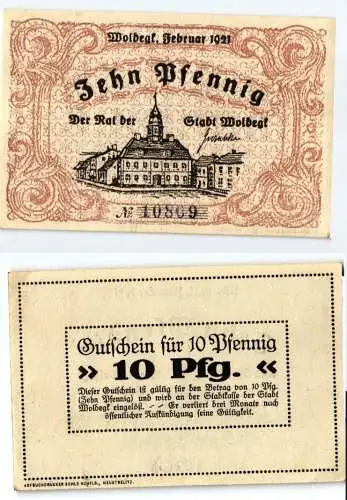 Woldegk, Februar 1921
Zehn Pfennig
Der Rat der Stadt Woldegk
№ 10809
Gutschein für 10 Pfennig
» 10 Pfg. «
Dieser Gutschein ist gültig für den Betrag von 10 Pfg.
(Zehn Pfennig) und wird an der Stadtkasse der Stadt
Woldegk eingelöst. -- Er verliert drei Monate nach
öffentlicher Aufkündigung seine Gültigkeit.
NEUSTRELITZ.